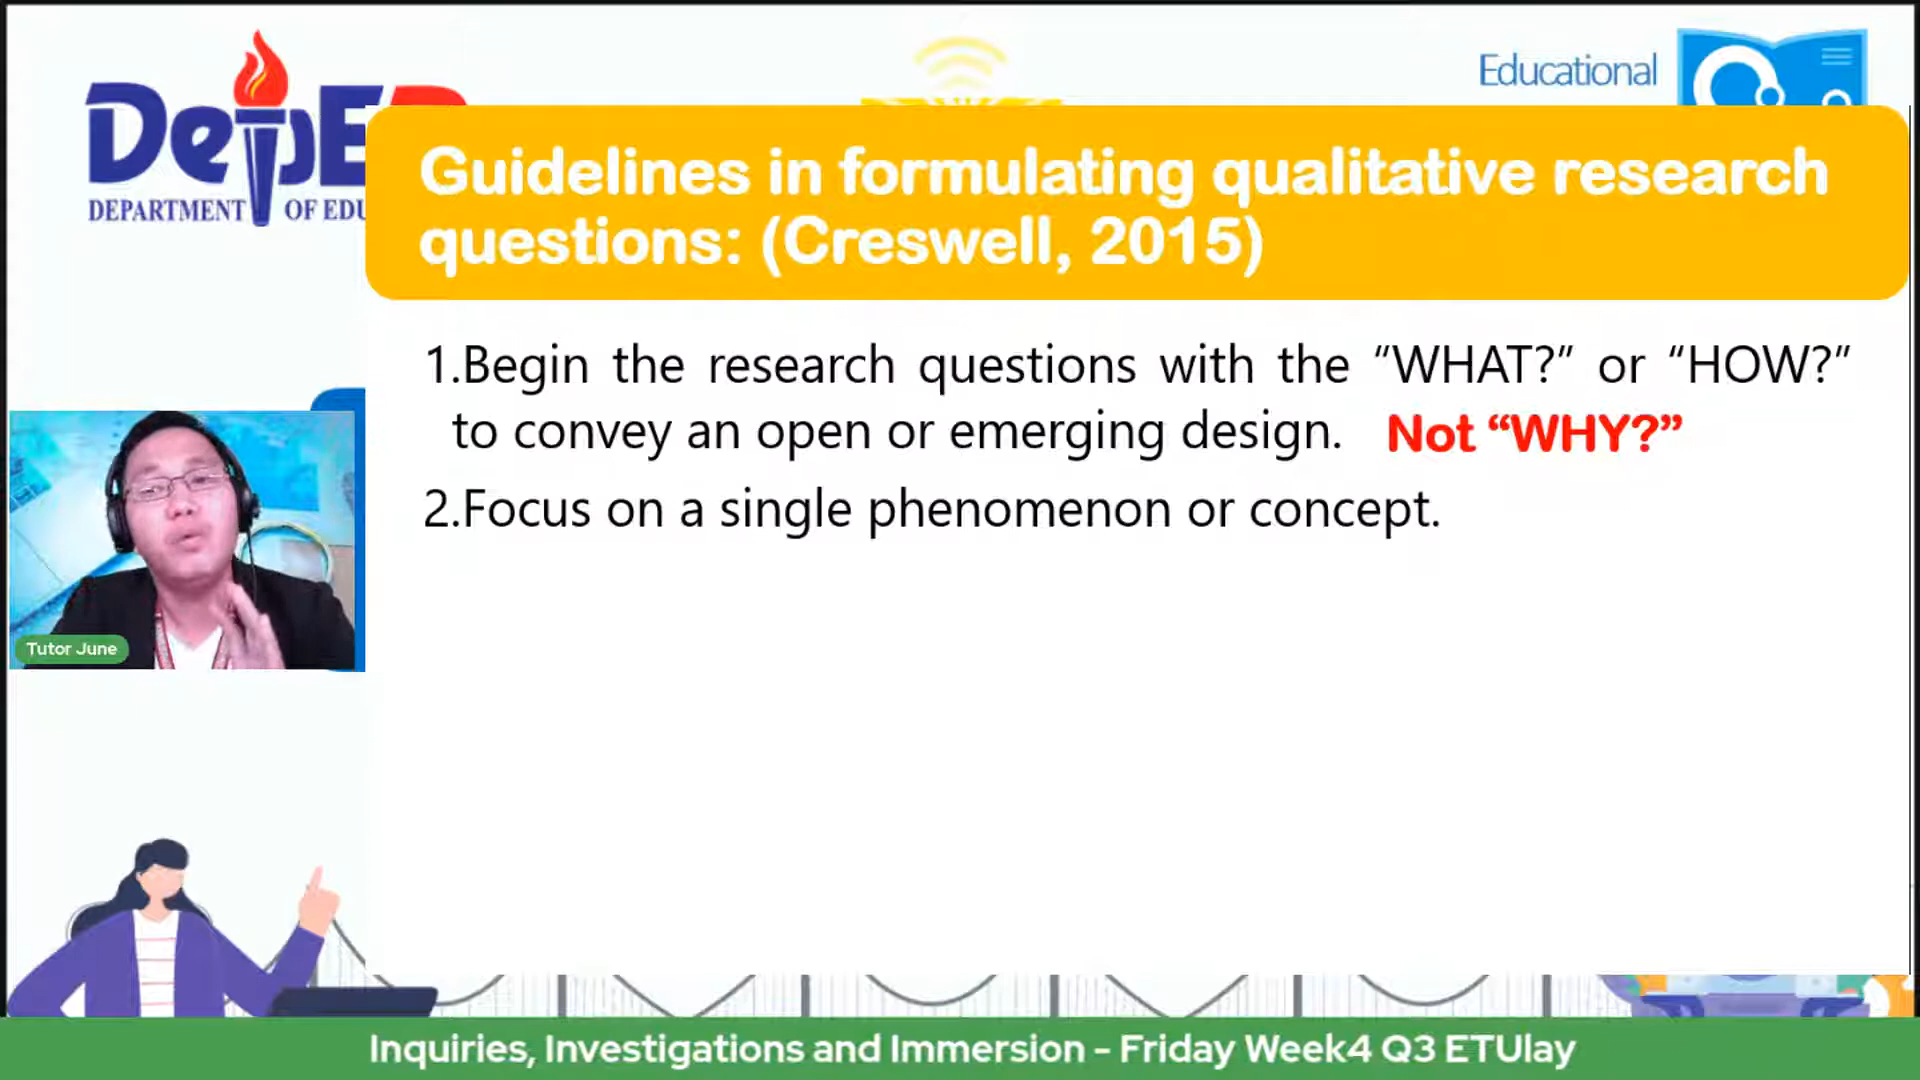 DepED
DEPARTMENT OF EDU
Educational
Guidelines in formulating qualitative research
questions: (Creswell, 2015)
1.Begin the research questions with the “WHAT?” or “HOW?”
to convey an open or emerging design. Not “WHY?”
2.Focus on a single phenomenon or concept.
Tutor June
Inquiries, Investigations and Immersion - Friday Week4 Q3 ETUlay